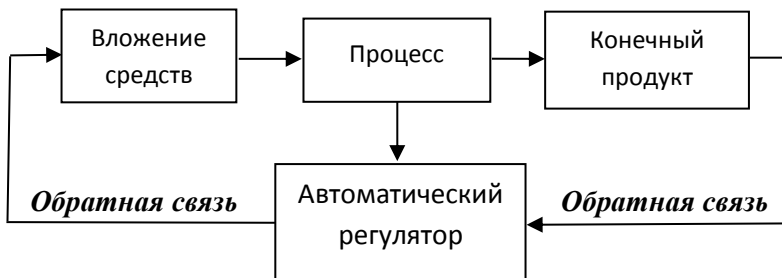 Вложение
средств
Процесс
Конечный
продукт
Обратная связь
Автоматический
регулятор
Обратная связь